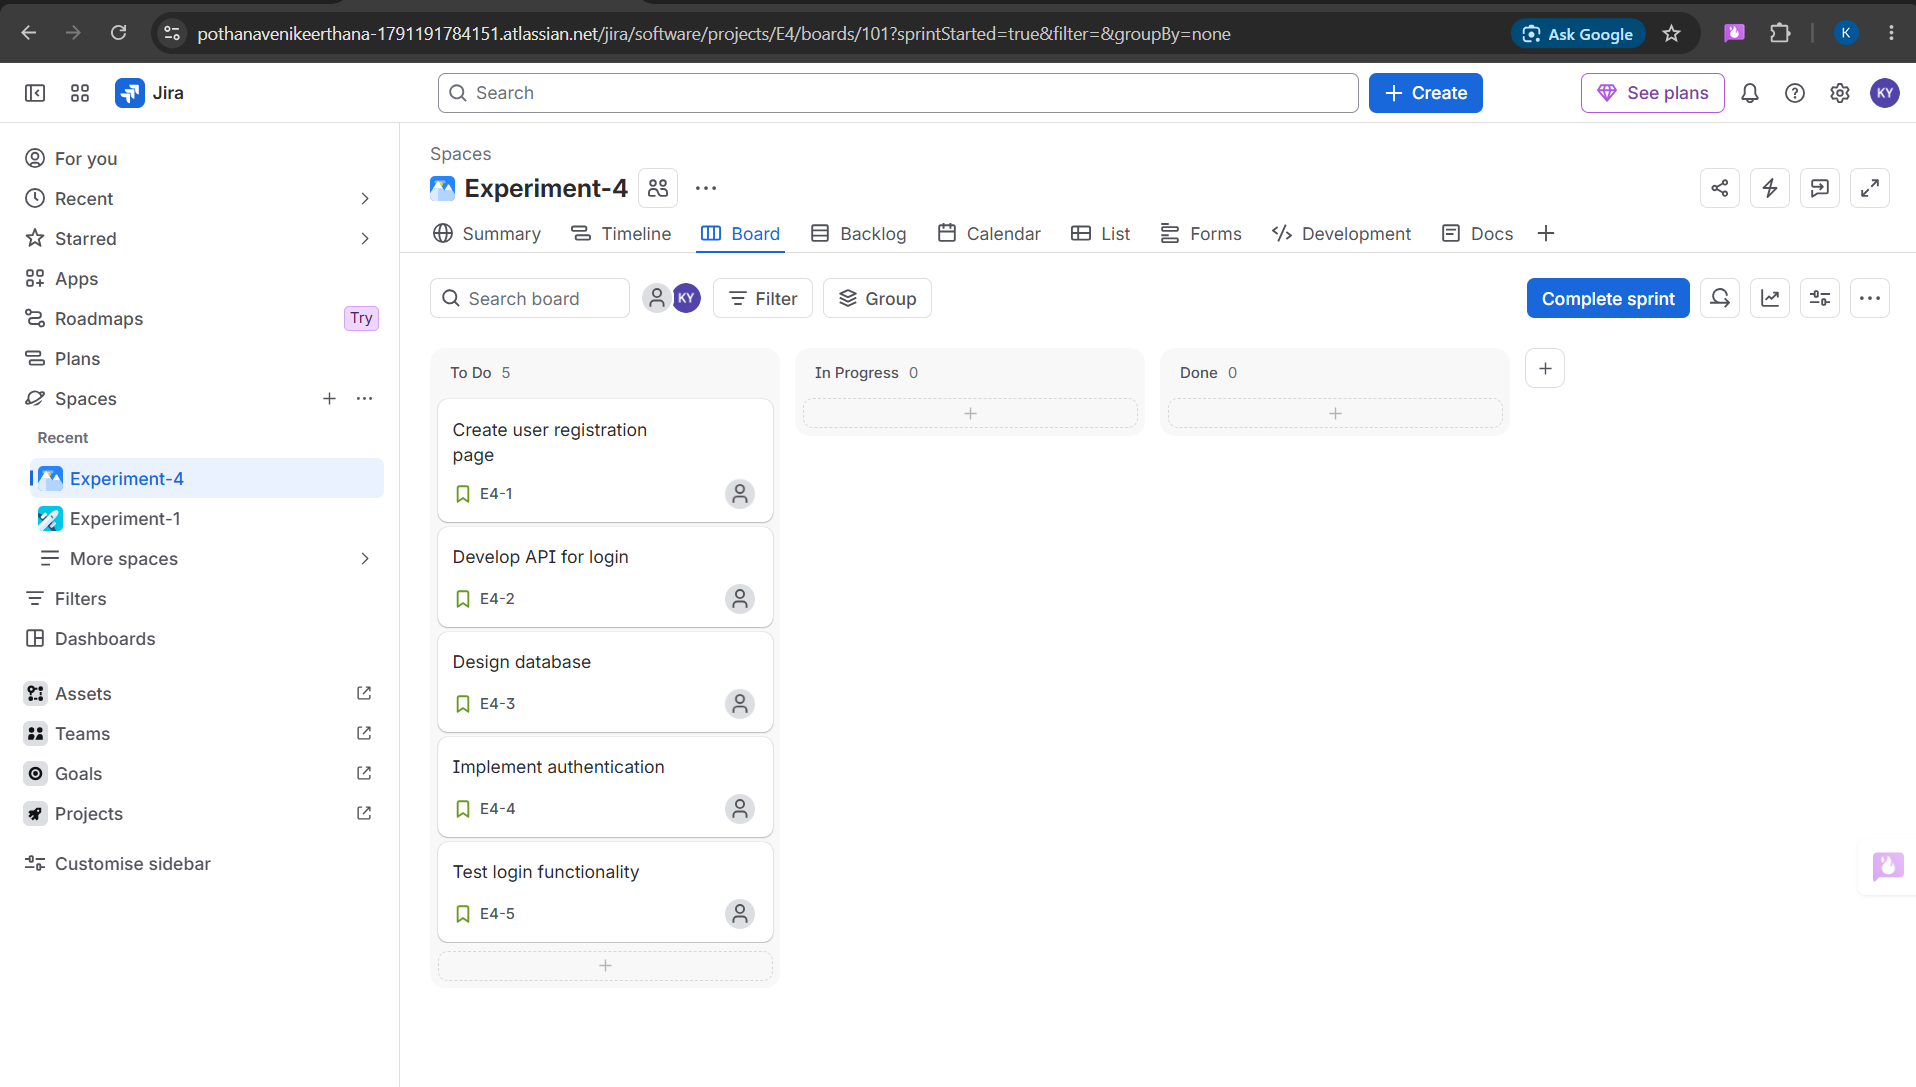 pothanavenikeerthana-1791191784151.atlassian.net/jira/software/projects/E4/boards/101?sprintStarted=true&filter=&groupBy=none
Ask Google
K
Jira
Search
Create
See plans
KY
For you
Recent
Starred
Apps
Roadmaps
Try
Plans
Spaces
Recent
Experiment-4
Experiment-1
More spaces
Filters
Dashboards
Assets
Teams
Goals
Projects
Customise sidebar
Spaces
Experiment-4
Summary
Timeline
Board
Backlog
Calendar
List
Forms
Development
Docs
Search board
KY
Filter
Group
Complete sprint
To Do 5
Create user registration
page
E4-1
Develop API for login
E4-2
Design database
E4-3
Implement authentication
E4-4
Test login functionality
E4-5
In Progress 0
Done 0